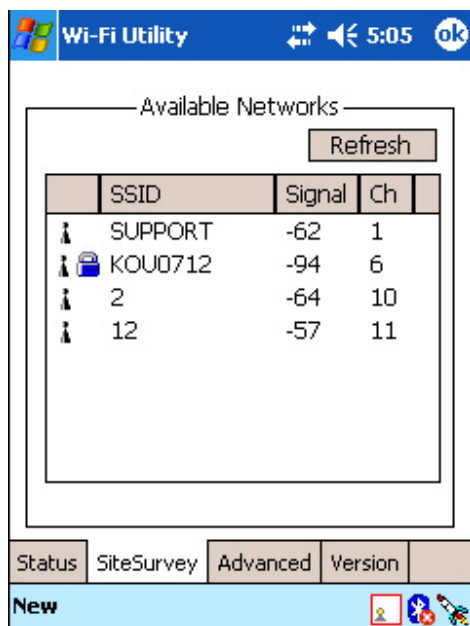 Wi-Fi Utility 5:05 ok
Available Networks
Refresh
SSID Signal Ch
SUPPORT -62 1
KOU0712 -94 6
2 -64 10
12 -57 11
Status SiteSurvey Advanced Version
New